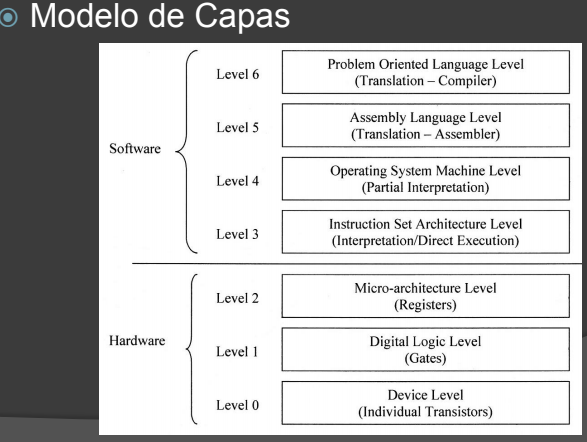 Modelo de Capas
Software
Level 6
Problem Oriented Language Level
(Translation – Compiler)
Level 5
Assembly Language Level
(Translation – Assembler)
Level 4
Operating System Machine Level
(Partial Interpretation)
Level 3
Instruction Set Architecture Level
(Interpretation/Direct Execution)
Hardware
Level 2
Micro-architecture Level
(Registers)
Level 1
Digital Logic Level
(Gates)
Level 0
Device Level
(Individual Transistors)